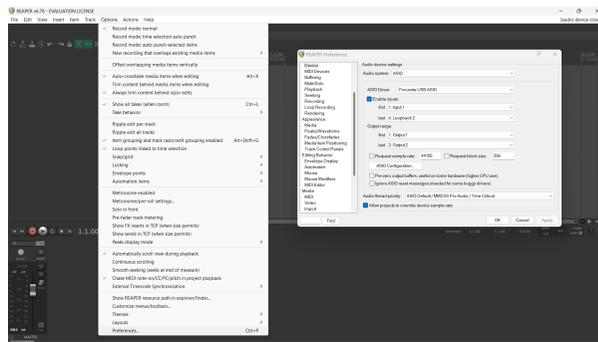 REAPER v6.78 - EVALUATION LICENSE
File Edit View Insert Item Track Options Actions Help
[audio device clos
Record mode: normal
Record mode: time selection auto punch
Record mode: auto-punch selected items
New recording that overlaps existing media items
Offset overlapping media items vertically
Auto-crossfade media items when editing Alt+X
Trim content behind media items when editing
Always trim content behind razor edits
Show all takes (when room) Ctrl+L
Take behavior
Ripple edit per-track
Ripple edit all tracks
Item grouping and track razor/edit grouping enabled Alt+Shift+G
Loop points linked to time selection
Snap/grid
Locking
Envelope points
Automation items
Metronome enabled
Metronome/pre-roll settings...
Solo in front
Pre-fader track metering
Show FX inserts in TCP (when size permits)
Show sends in TCP (when size permits)
Peaks display mode
Automatically scroll view during playback
Continuous scrolling
Smooth seeking (seeks at end of measure)
Chase MIDI note-on/CC/PC/pitch in project playback
External Timecode Synchronization
Show REAPER resource path in explorer/finder...
Customize menus/toolbars...
Themes
Layouts
Preferences... Ctrl+P
REAPER Preferences
Device
MIDI Devices
Buffering
Mute/Solo
Playback
Seeking
Recording
Loop Recording
Rendering
Appearance
Media
Peaks/Waveforms
Fades/Crossfades
Media Item Positioning
Track Control Panels
Editing Behavior
Envelope Display
Automation
Mouse
Mouse Modifiers
MIDI Editor
Media
MIDI
Video
Import
Find
Audio device settings
Audio system: ASIO
ASIO Driver: Focusrite USB ASIO
Enable inputs:
first 1: Input 1
last 4: Loopback 2
Output range:
first 1: Output 1
last 2: Output 2
Request sample rate: 44100 Request block size: 256
ASIO Configuration...
Pre-zero output buffers, useful on some hardware (higher CPU use)
Ignore ASIO reset messages (needed for some buggy drivers)
Audio thread priority: ASIO Default / MMCSS Pro Audio / Time Critical
Allow projects to override device sample rate
OK Cancel Apply
1.1.00
MASTER